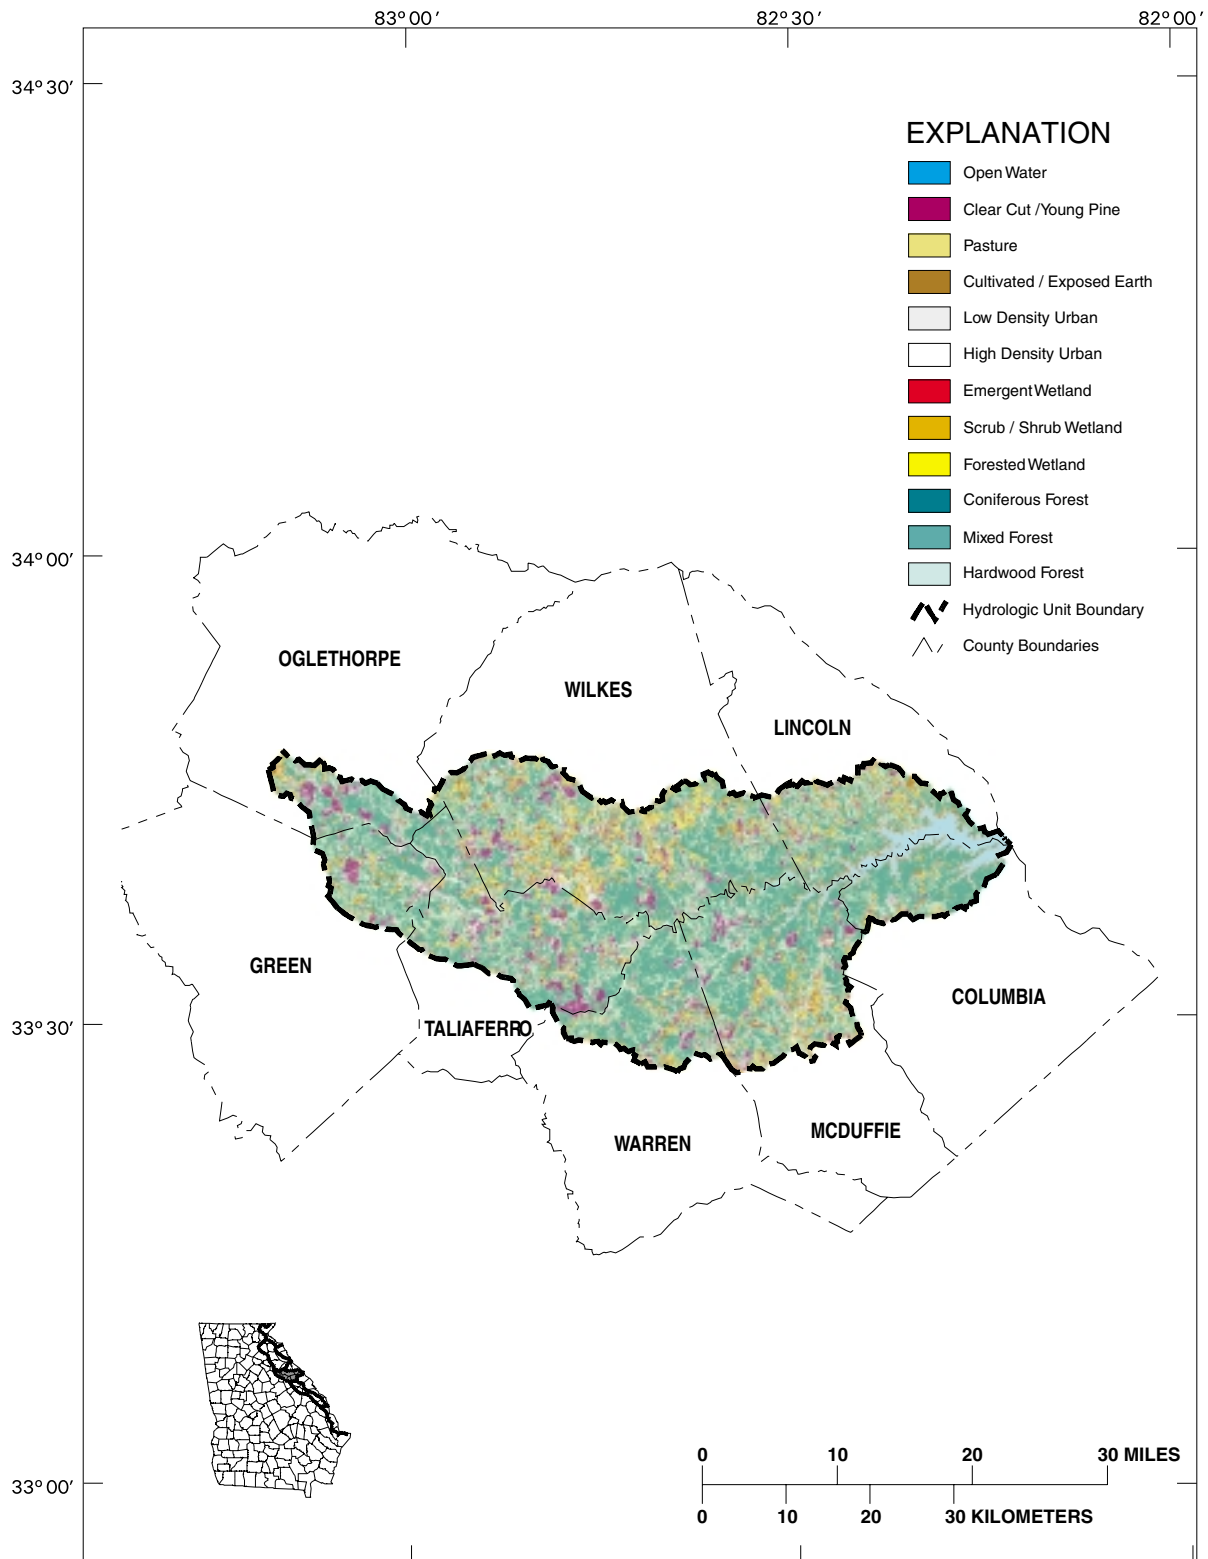 83° 00′ 82° 30′ 82° 00′
34° 30′
EXPLANATION
Open Water
Clear Cut / Young Pine
Pasture
Cultivated / Exposed Earth
Low Density Urban
High Density Urban
Emergent Wetland
Scrub / Shrub Wetland
Forested Wetland
Coniferous Forest
Mixed Forest
Hardwood Forest
Hydrologic Unit Boundary
County Boundaries
34° 00′
OGLETHORPE
WILKES
LINCOLN
GREEN
COLUMBIA
33° 30′
TALIAFERRO
MCDUFFIE
WARREN
0 10 20 30 MILES
33° 00′
0 10 20 30 KILOMETERS